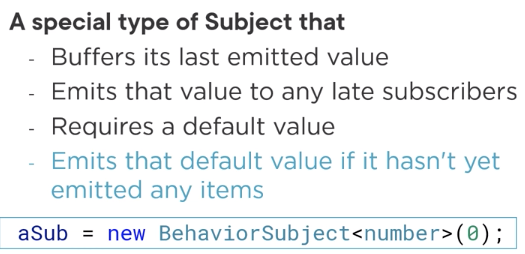 A special type of Subject that
- Buffers its last emitted value
- Emits that value to any late subscribers
- Requires a default value
- Emits that default value if it hasn't yet
emitted any items
aSub = new BehaviorSubject<number>(0);